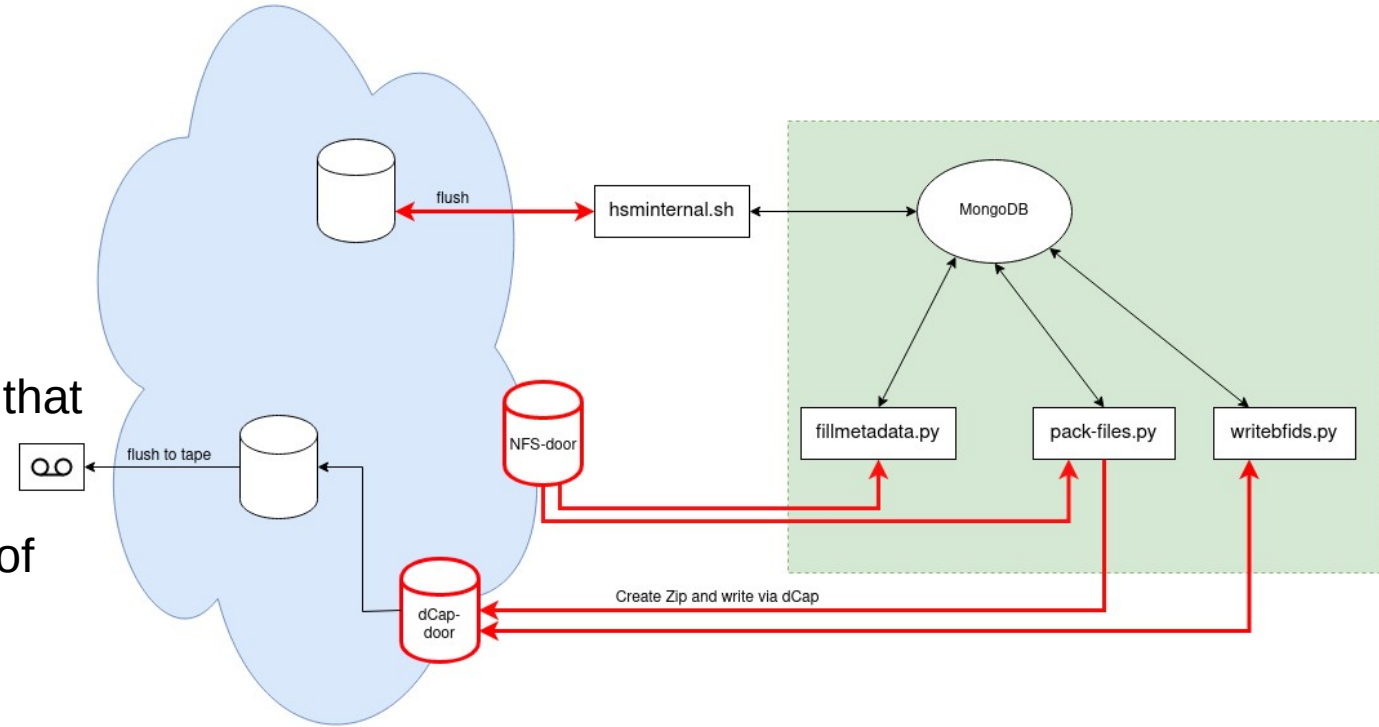 flush
hsminternal.sh
MongoDB
that
flush to tape
NFS-door
fillmetadata.py
pack-files.py
writebfids.py
of
Create Zip and write via dCap
dCap-
door